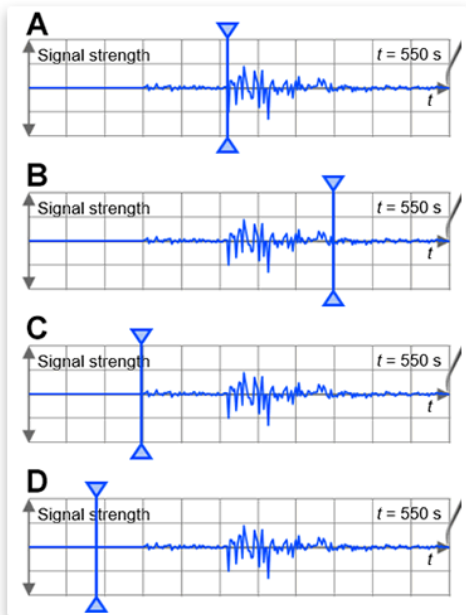 A
Signal strength t = 550 s
t
B
Signal strength t = 550 s
t
C
Signal strength t = 550 s
t
D
Signal strength t = 550 s
t